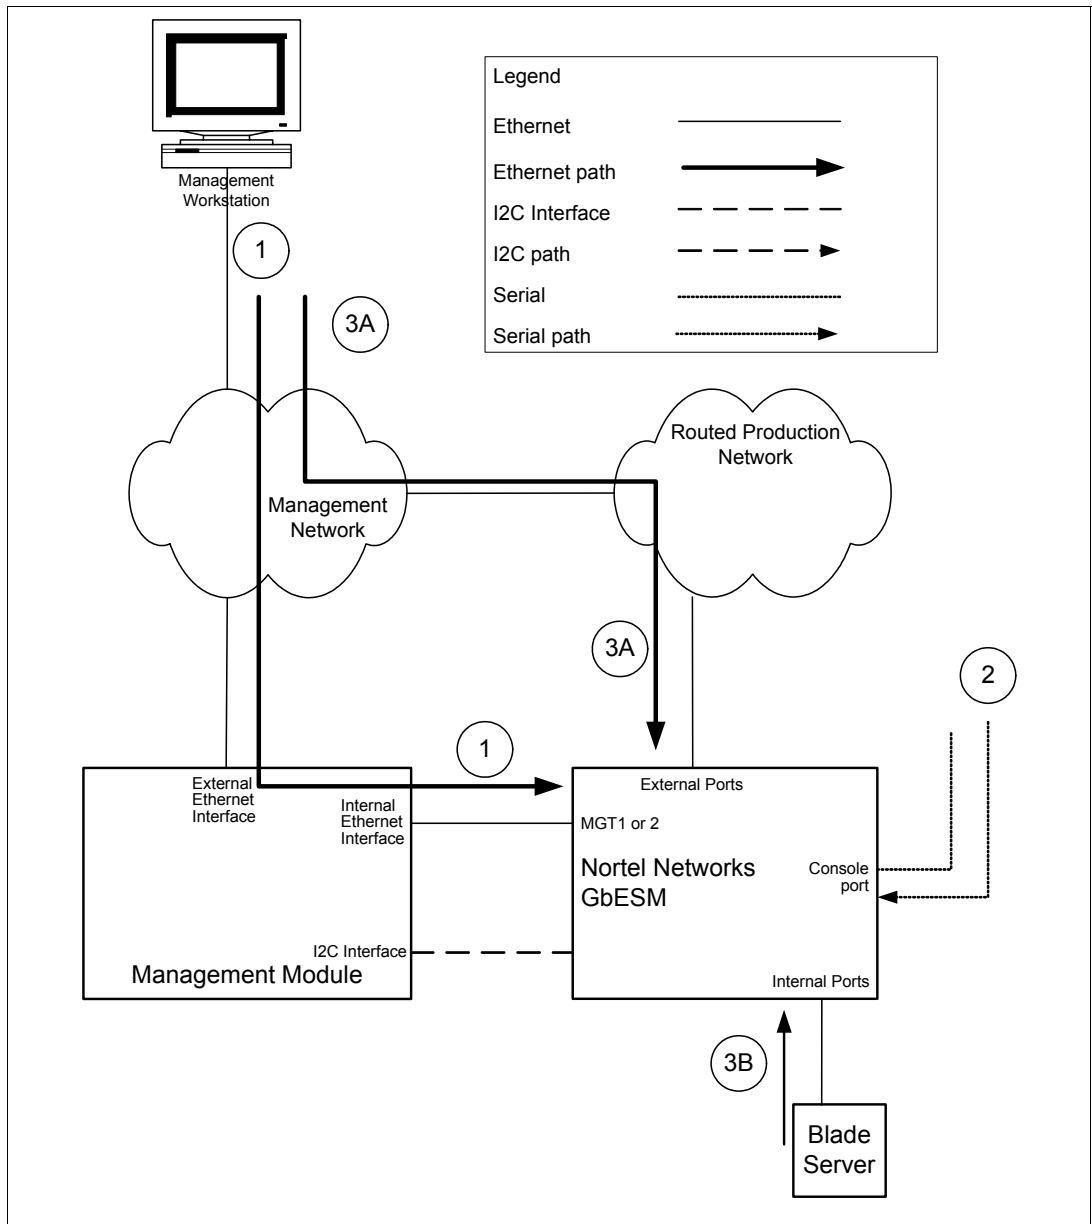 Legend
Ethernet
Ethernet path
I2C Interface
I2C path
Serial
Serial path
Management
Workstation
1
3A
Routed Production
Network
Management
Network
3A
2
1
External
Ethernet
Interface
Internal
Ethernet
Interface
External Ports
MGT1 or 2
Nortel Networks
GbESM
Console
port
I2C Interface
Management Module
Internal Ports
3B
Blade
Server